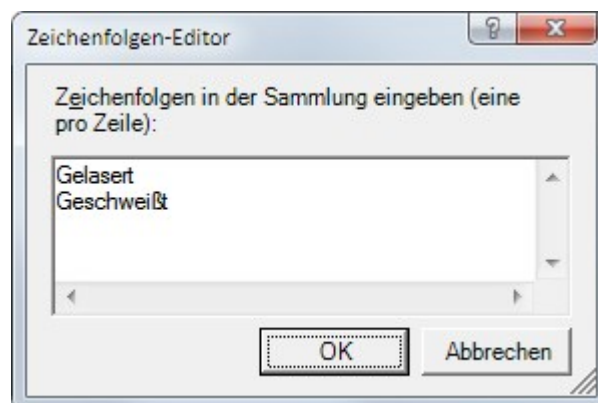 Zeichenfolgen-Editor
Zeichenfolgen in der Sammlung eingeben (eine
pro Zeile):
Gelasert
Geschweißt
OK
Abbrechen